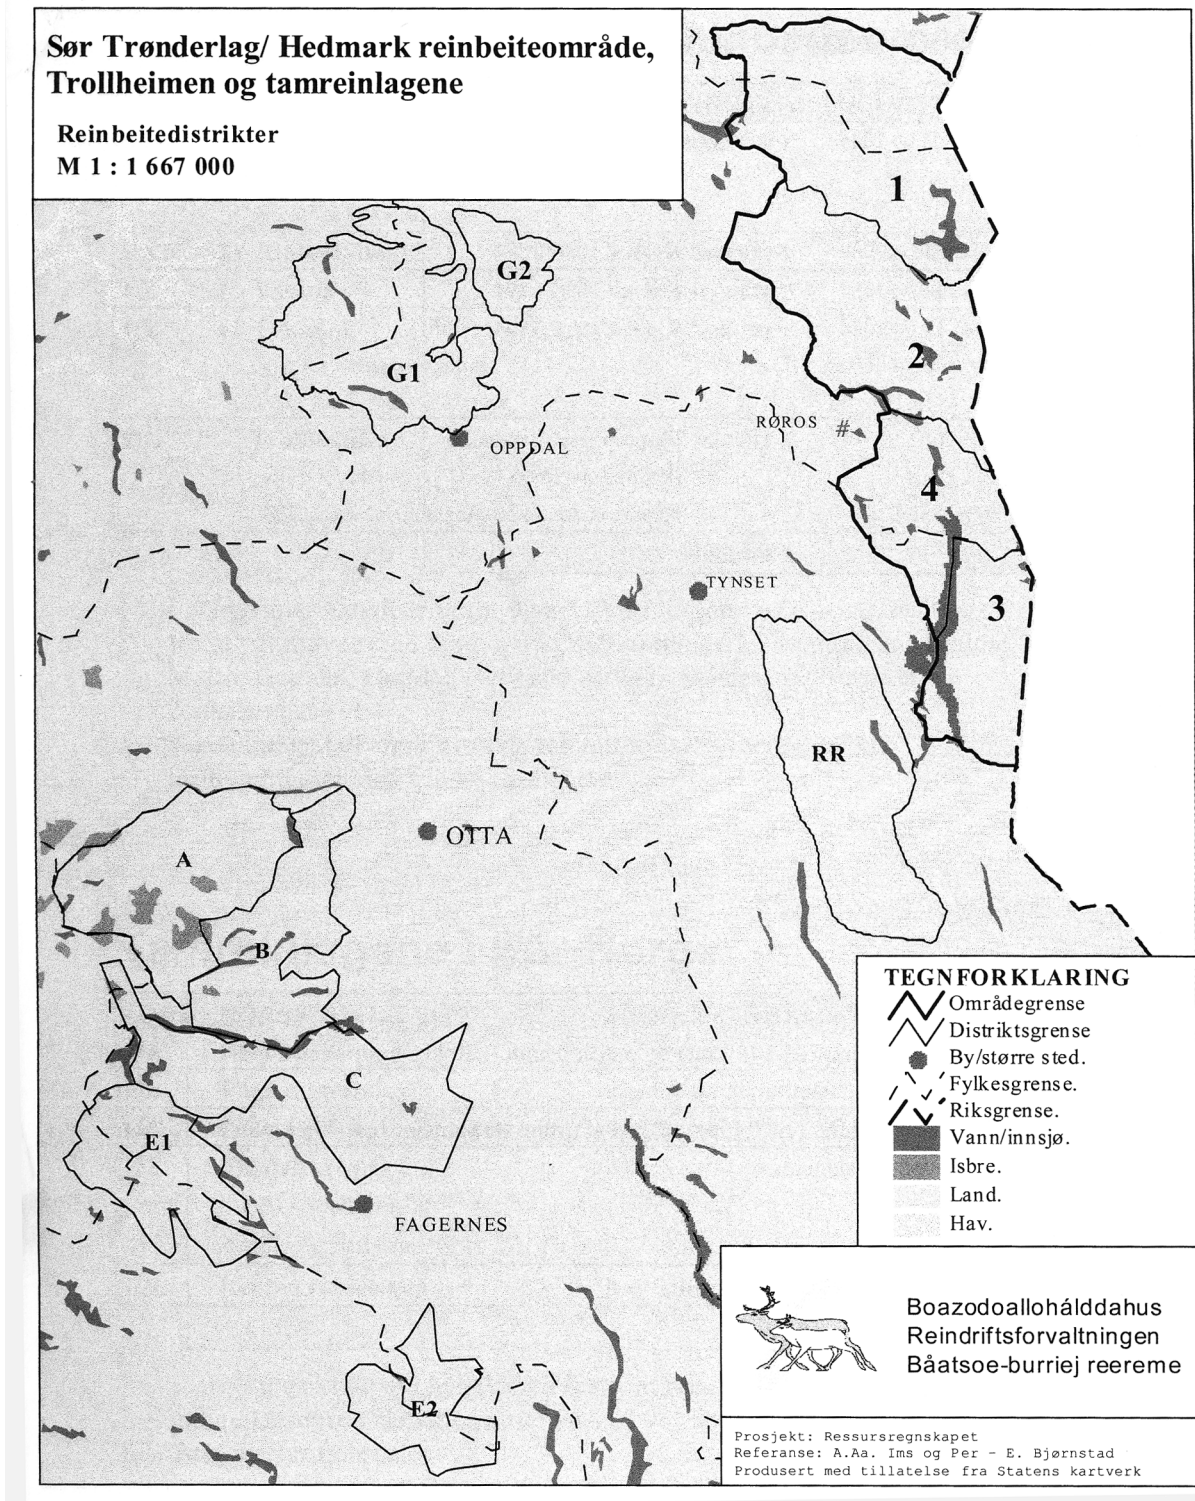 Sør Trønderlag/ Hedmark reinbeiteområde,
Trollheimen og tamreinlagene
Reinbeitedistrikter
M 1 : 1 667 000
1
G2
2
G1
RØROS #
OPPDAL
4
TYNSET
3
RR
OTTA
A
B
C
E1
FAGERNES
E2
TEGNFORKLARING
Områdegrense
Distriktsgrense
By/større sted.
Fylkesgrense.
Riksgrense.
Vann/innsjø.
Isbre.
Land.
Hav.
Boazodoallohálddahus
Reindriftsforvaltningen
Båatsoe-burriej reereme
Prosjekt: Ressursregnskapet
Referanse: A.Aa. Ims og Per - E. Bjørnstad
Produsert med tillatelse fra Statens kartverk